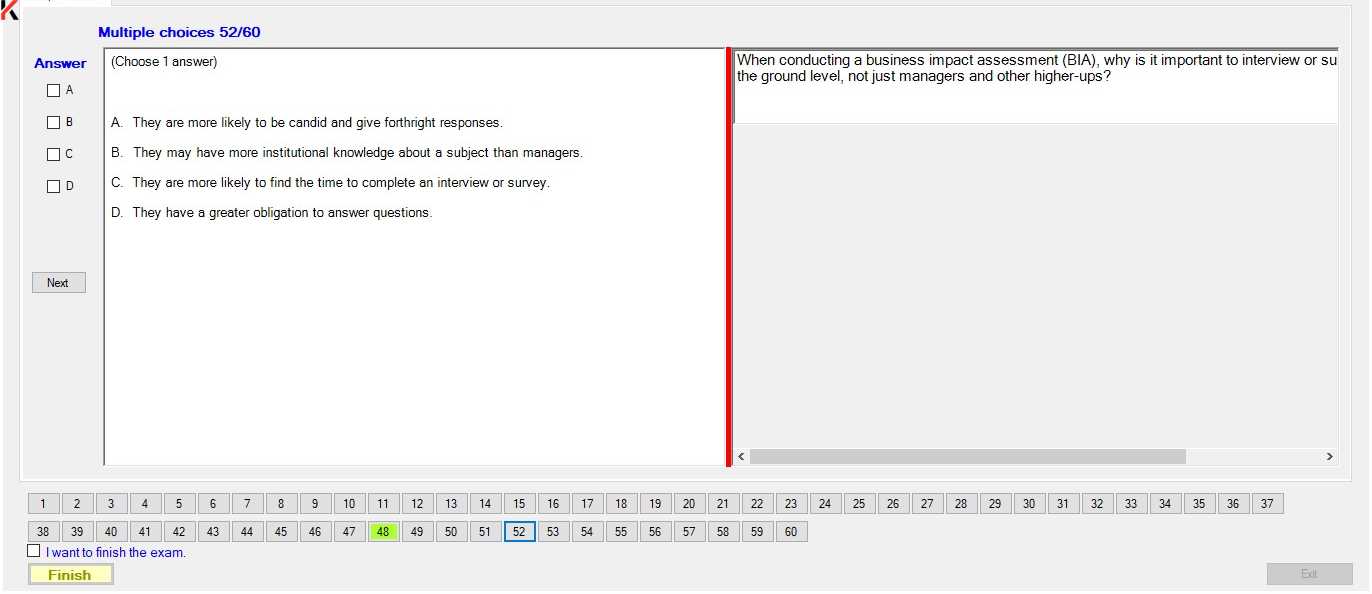 Multiple choices 52/60
Answer
A
B
C
D
Next
(Choose 1 answer)
A. They are more likely to be candid and give forthright responses.
B. They may have more institutional knowledge about a subject than managers.
C. They are more likely to find the time to complete an interview or survey.
D. They have a greater obligation to answer questions.
When conducting a business impact assessment (BIA), why is it important to interview or su
the ground level, not just managers and other higher-ups?
1 2 3 4 5 6 7 8 9 10 11 12 13 14 15 16 17 18 19 20 21 22 23 24 25 26 27 28 29 30 31 32 33 34 35 36 37
38 39 40 41 42 43 44 45 46 47 48 49 50 51 52 53 54 55 56 57 58 59 60
I want to finish the exam.
Finish
Exit